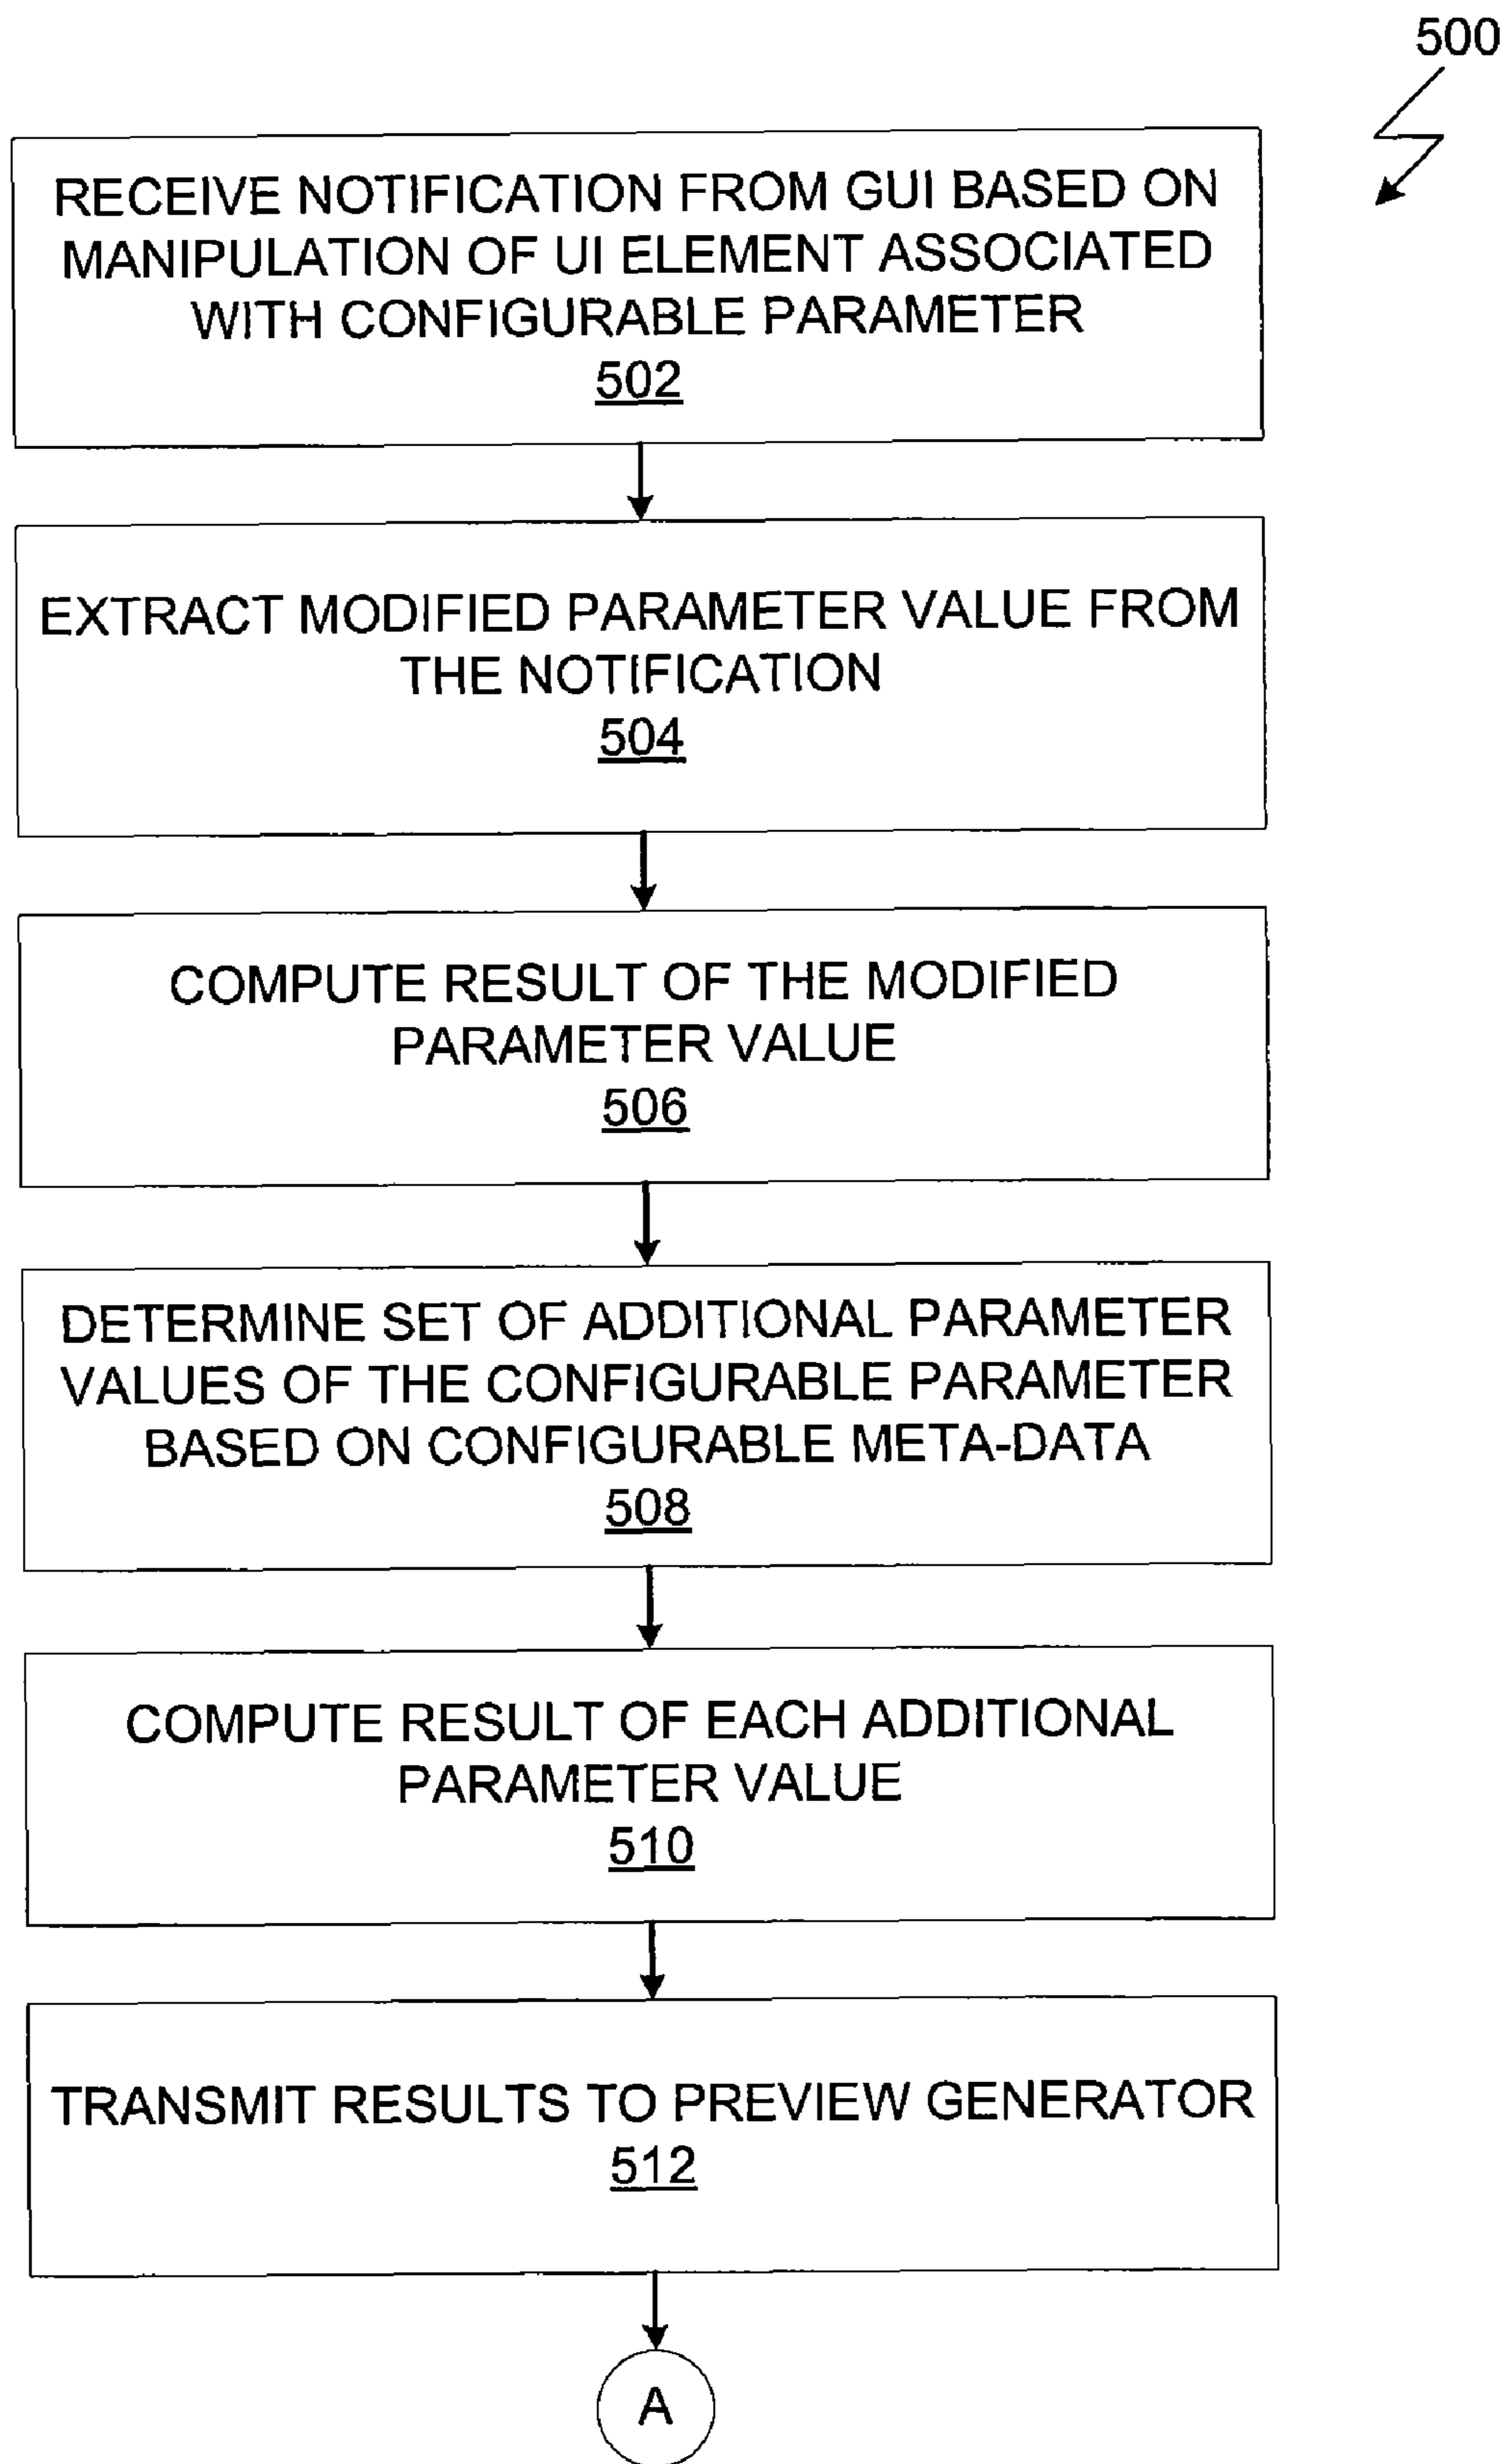 500
RECEIVE NOTIFICATION FROM GUI BASED ON
MANIPULATION OF UI ELEMENT ASSOCIATED
WITH CONFIGURABLE PARAMETER
502
EXTRACT MODIFIED PARAMETER VALUE FROM
THE NOTIFICATION
504
COMPUTE RESULT OF THE MODIFIED
PARAMETER VALUE
506
DETERMINE SET OF ADDITIONAL PARAMETER
VALUES OF THE CONFIGURABLE PARAMETER
BASED ON CONFIGURABLE META-DATA
508
COMPUTE RESULT OF EACH ADDITIONAL
PARAMETER VALUE
510
TRANSMIT RESULTS TO PREVIEW GENERATOR
512
A